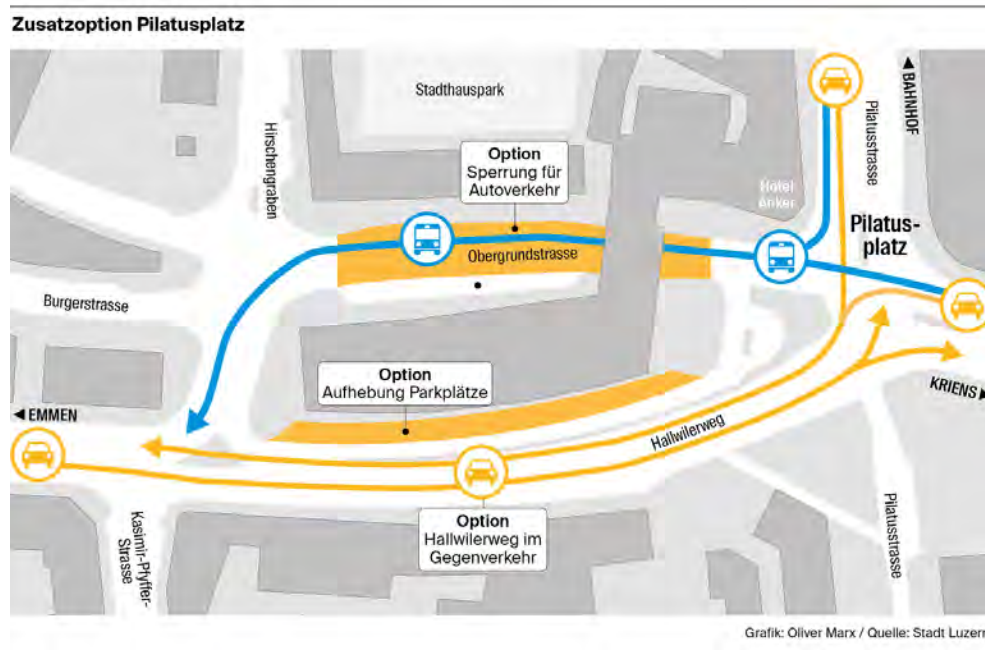 Zusatzoption Pilatusplatz
Stadthauspark
Hirschengraben
Option
Sperrung für
Autoverkehr
Pilatusstrasse
◄BAHNHOF
Hotel
Anker
Pilatus-
platz
Obergrundstrasse
Burgerstrasse
Option
Aufhebung Parkplätze
◄EMMEN
KRIENS►
Hallwilerweg
Option
Hallwilerweg im
Gegenverkehr
Kasimir-Pfyffer-
Strasse
Pilatusstrasse
Grafik: Oliver Marx / Quelle: Stadt Luzern